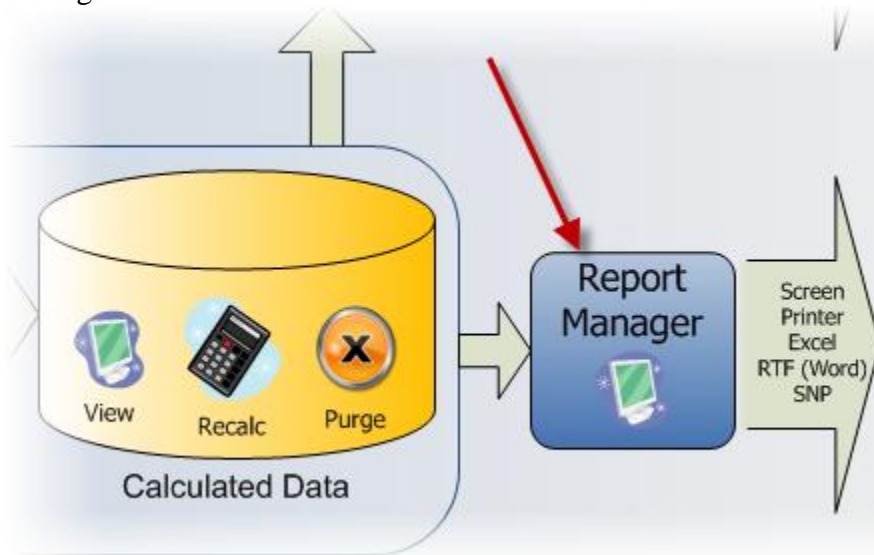 View
Recalc
Purge
Calculated Data
Report
Manager
Screen
Printer
Excel
RTF (Word)
SNP